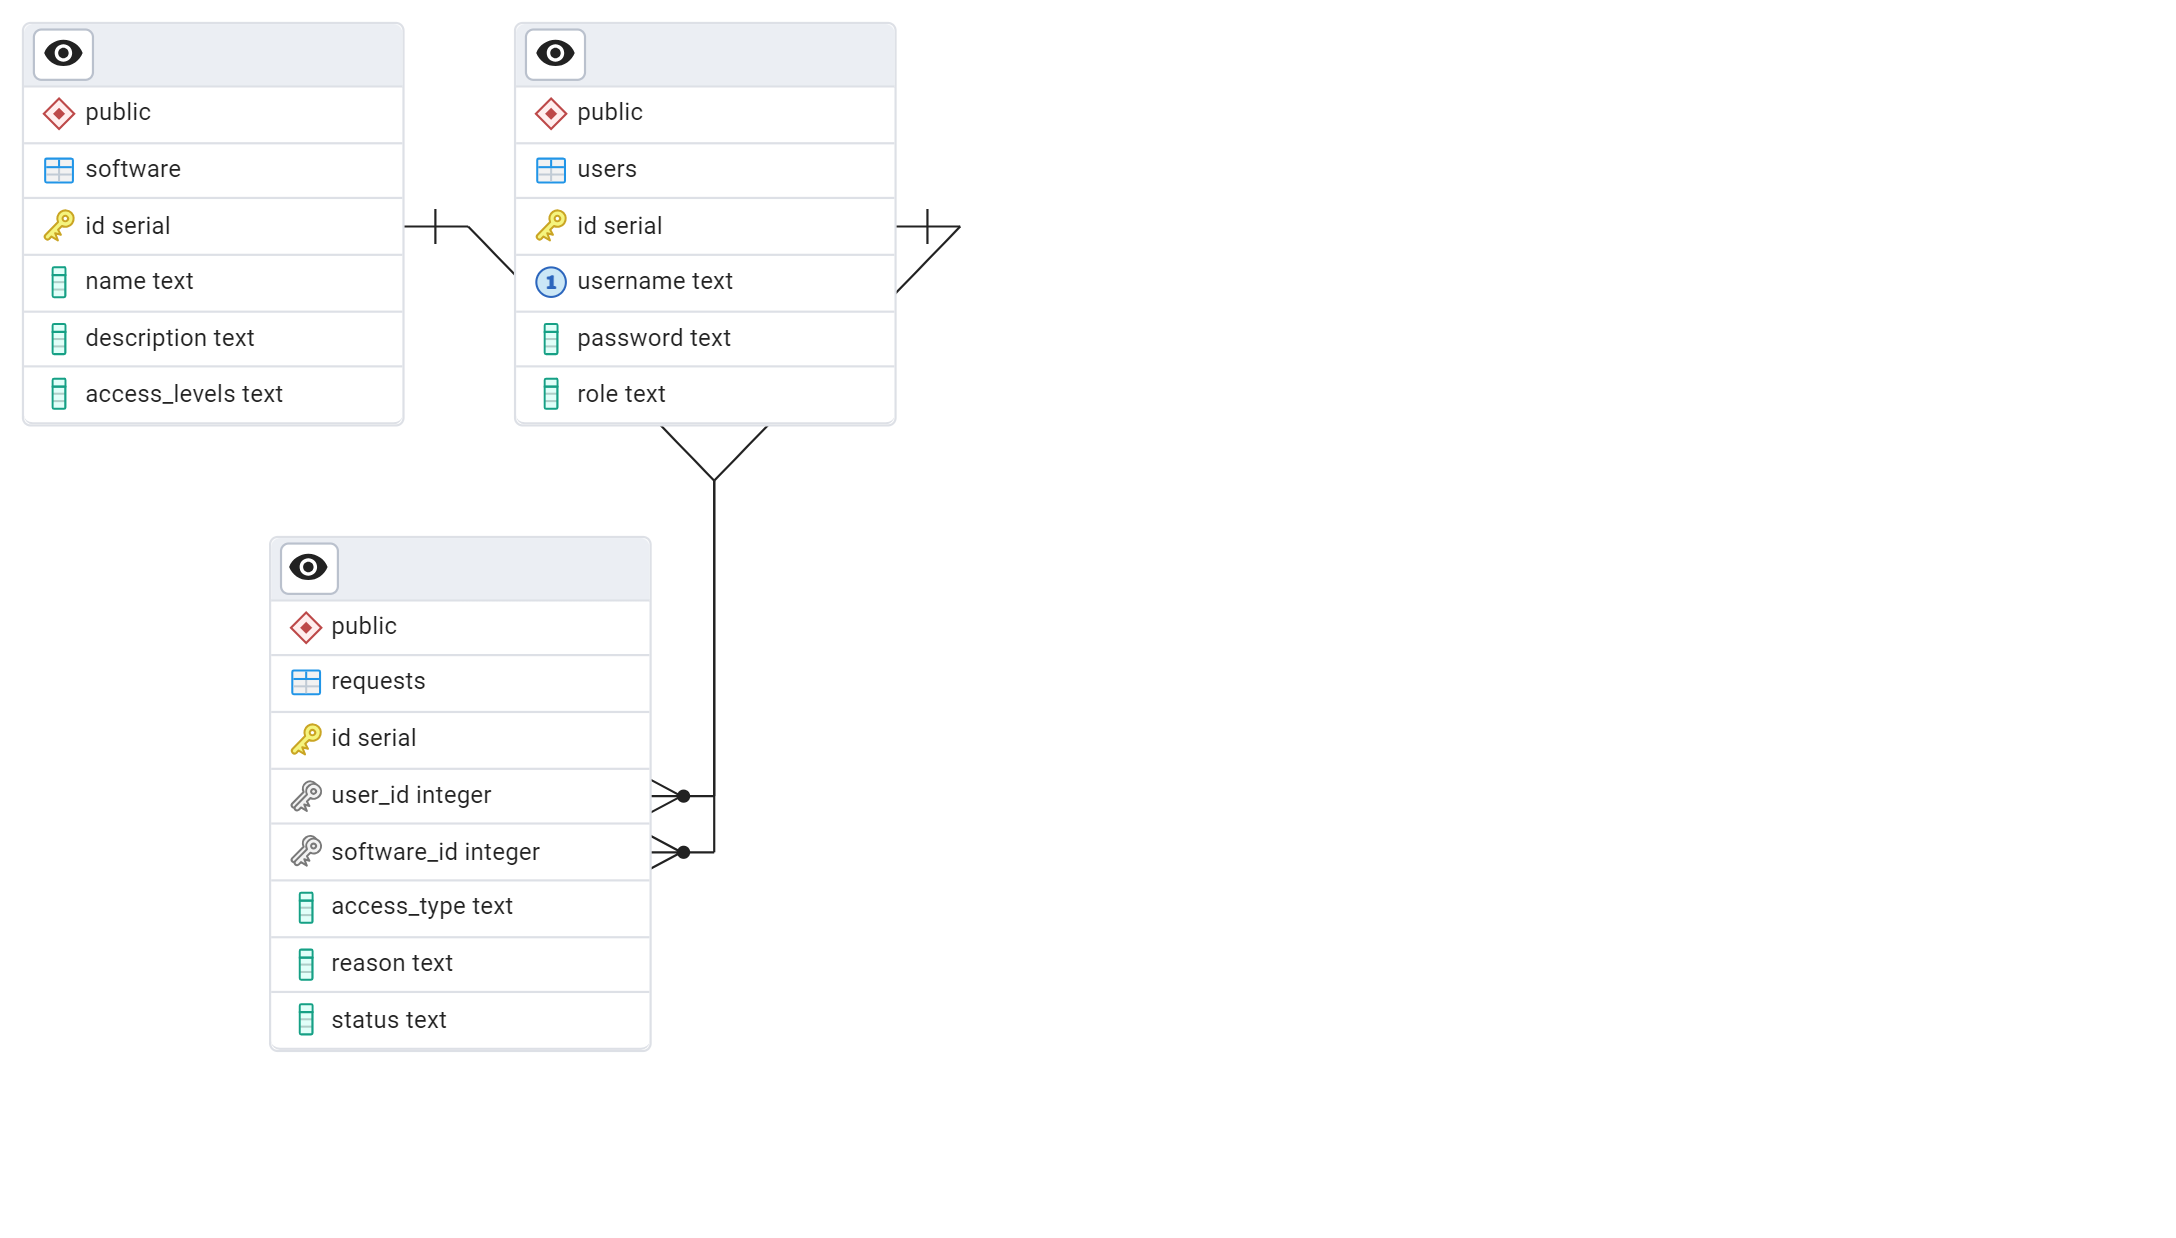 public
software
id serial
name text
description text
access_levels text
public
users
id serial
1 username text
password text
role text
public
requests
id serial
user_id integer
software_id integer
access_type text
reason text
status text